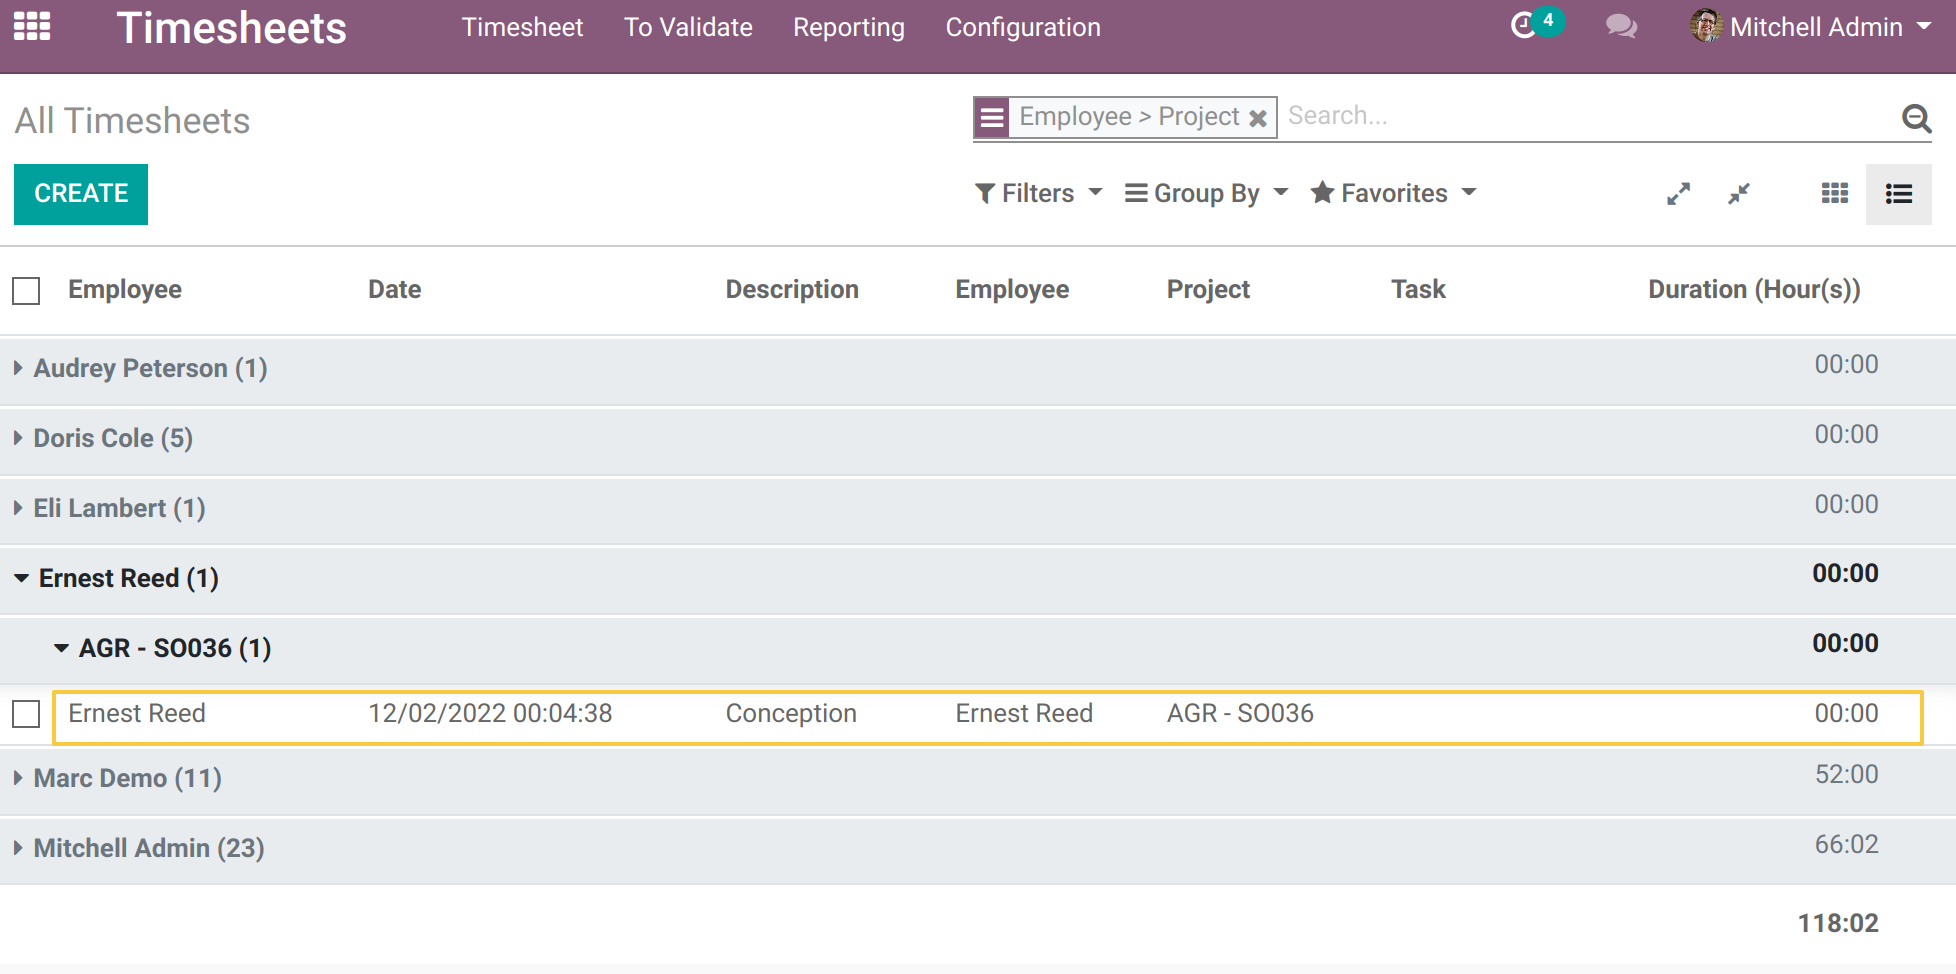 Timesheets Timesheet To Validate Reporting Configuration 4 Mitchell Admin
All Timesheets Employee > Project Search...
CREATE Filters Group By Favorites
Employee Date Description Employee Project Task Duration (Hour(s))
Audrey Peterson (1) 00:00
Doris Cole (5) 00:00
Eli Lambert (1) 00:00
Ernest Reed (1) 00:00
AGR - SO036 (1) 00:00
Ernest Reed 12/02/2022 00:04:38 Conception Ernest Reed AGR - SO036 00:00
Marc Demo (11) 52:00
Mitchell Admin (23) 66:02
118:02